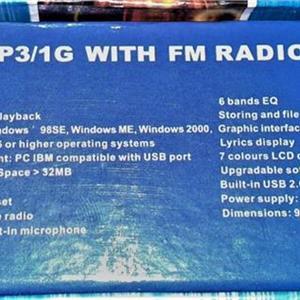 P3/1G WITH FM RADIO
layback
dows ' 98SE, Windows ME, Windows 2000,
or higher operating systems
nt: PC IBM compatible with USB port
Space > 32MB
set
radio
t-in microphone
6 bands EQ
Storing and file
Graphic interfac
Lyrics display
7 colours LCD
Upgradable so
Built-in USB 2.
Power supply:
Dimensions: 9